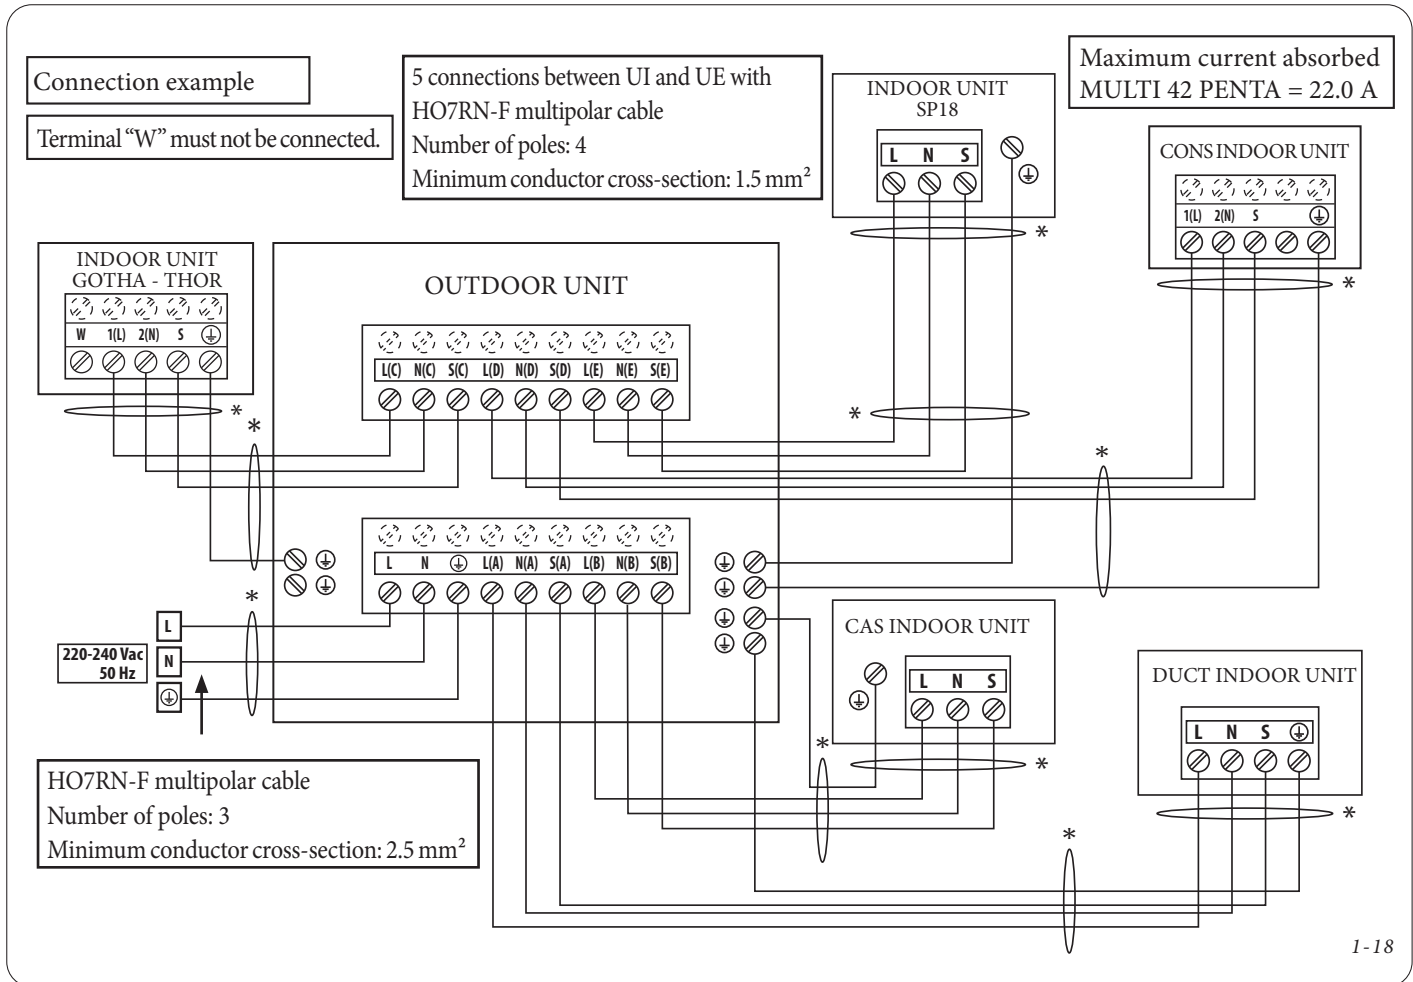 Connection example
Terminal “W” must not be connected.
5 connections between UI and UE with
HO7RN-F multipolar cable
Number of poles: 4
Minimum conductor cross-section: 1.5 mm²
INDOOR UNIT
SP18
L N S
*
Maximum current absorbed
MULTI 42 PENTA = 22.0 A
CONS INDOOR UNIT
1(L) 2(N) S
*
INDOOR UNIT
GOTHA - THOR
W 1(L) 2(N) S
*
*
OUTDOOR UNIT
L(C) N(C) S(C) L(D) N(D) S(D) L(E) N(E) S(E)
*
*
L N L(A) N(A) S(A) L(B) N(B) S(B)
*
220-240 Vac
50 Hz
L
N
CAS INDOOR UNIT
L N S
*
*
DUCT INDOOR UNIT
L N S
*
*
HO7RN-F multipolar cable
Number of poles: 3
Minimum conductor cross-section: 2.5 mm²
1-18